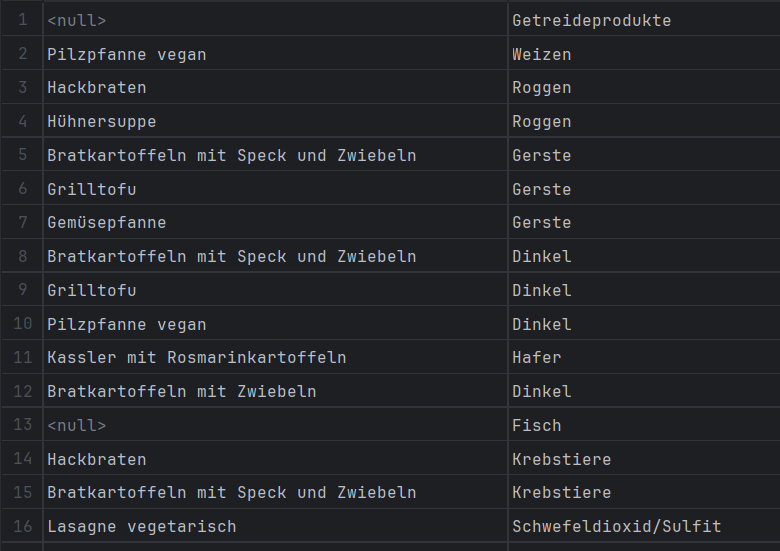 1 <null> Getreideprodukte
2 Pilzpfanne vegan Weizen
3 Hackbraten Roggen
4 Hühnersuppe Roggen
5 Bratkartoffeln mit Speck und Zwiebeln Gerste
6 Grilltofu Gerste
7 Gemüsepfanne Gerste
8 Bratkartoffeln mit Speck und Zwiebeln Dinkel
9 Grilltofu Dinkel
10 Pilzpfanne vegan Dinkel
11 Kassler mit Rosmarinkartoffeln Hafer
12 Bratkartoffeln mit Zwiebeln Dinkel
13 <null> Fisch
14 Hackbraten Krebstiere
15 Bratkartoffeln mit Speck und Zwiebeln Krebstiere
16 Lasagne vegetarisch Schwefeldioxid/Sulfit